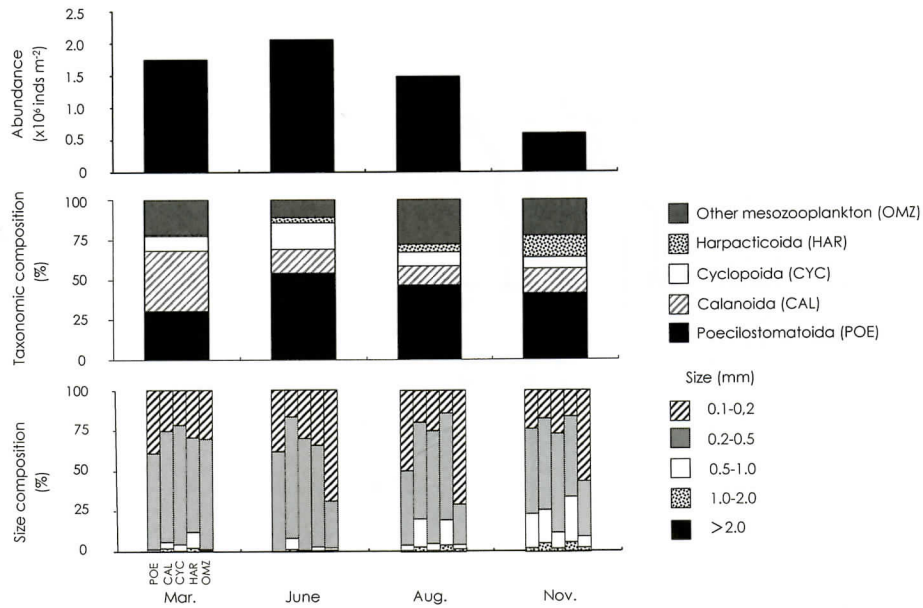 Abundance
(x10⁶ inds m⁻²)
2.5
2.0
1.5
1.0
0.5
0
Taxonomic composition
(%)
100
75
50
25
0
Other mesozooplankton (OMZ)
Harpacticoida (HAR)
Cyclopoida (CYC)
Calanoida (CAL)
Poecilostomatoida (POE)
Size composition
(%)
100
75
50
25
0
Size (mm)
0.1-0,2
0.2-0.5
0.5-1.0
1.0-2.0
>2.0
POE
CAL
CYC
HAR
OMZ
Mar.
June
Aug.
Nov.